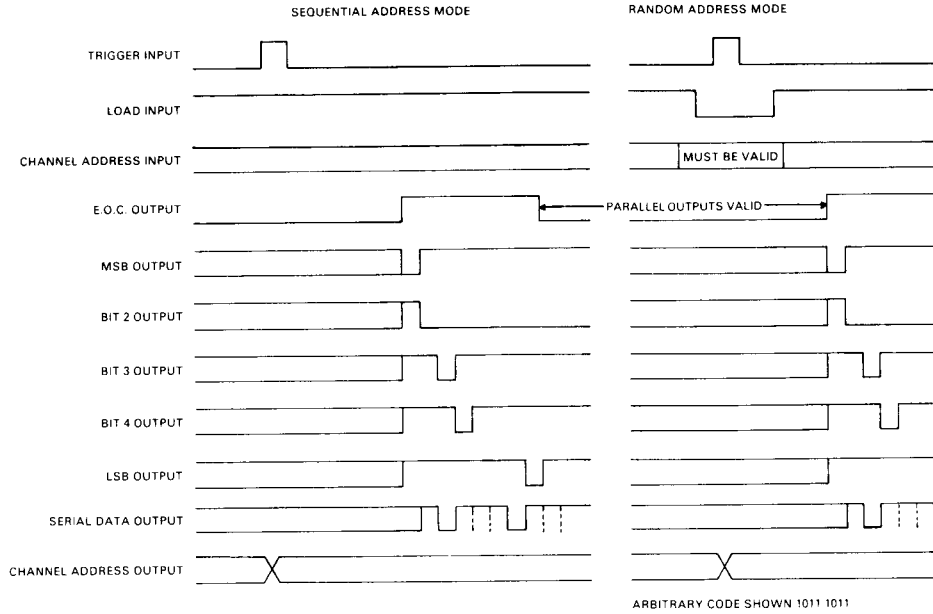 SEQUENTIAL ADDRESS MODE
RANDOM ADDRESS MODE
TRIGGER INPUT
LOAD INPUT
CHANNEL ADDRESS INPUT
MUST BE VALID
E.O.C. OUTPUT
PARALLEL OUTPUTS VALID
MSB OUTPUT
BIT 2 OUTPUT
BIT 3 OUTPUT
BIT 4 OUTPUT
LSB OUTPUT
SERIAL DATA OUTPUT
CHANNEL ADDRESS OUTPUT
ARBITRARY CODE SHOWN 1011 1011